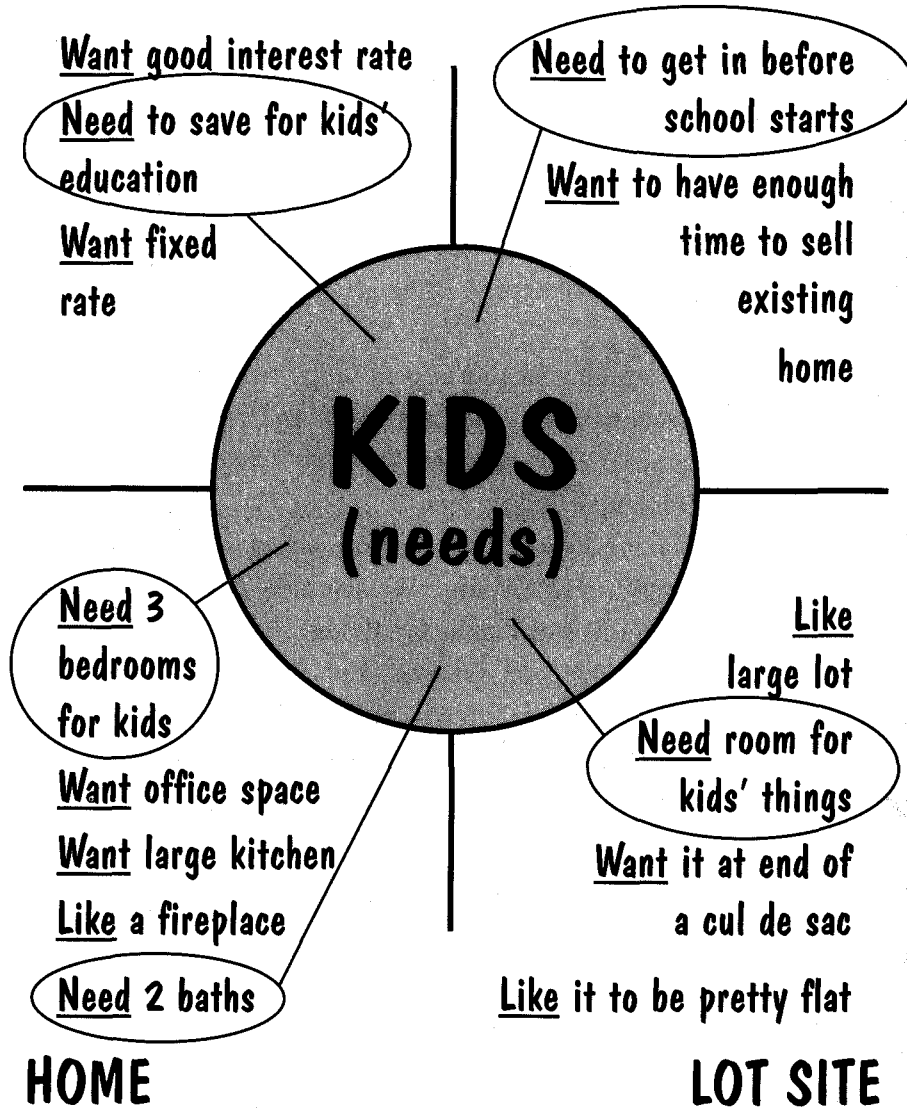 Want good interest rate
Need to save for kids'
education
Want fixed
rate
Need to get in before
school starts
Want to have enough
time to sell
existing
home
KIDS
(needs)
Need 3
bedrooms
for kids
Want office space
Want large kitchen
Like a fireplace
Need 2 baths
HOME
Like
large lot
Need room for
kids' things
Want it at end of
a cul de sac
Like it to be pretty flat
LOT SITE